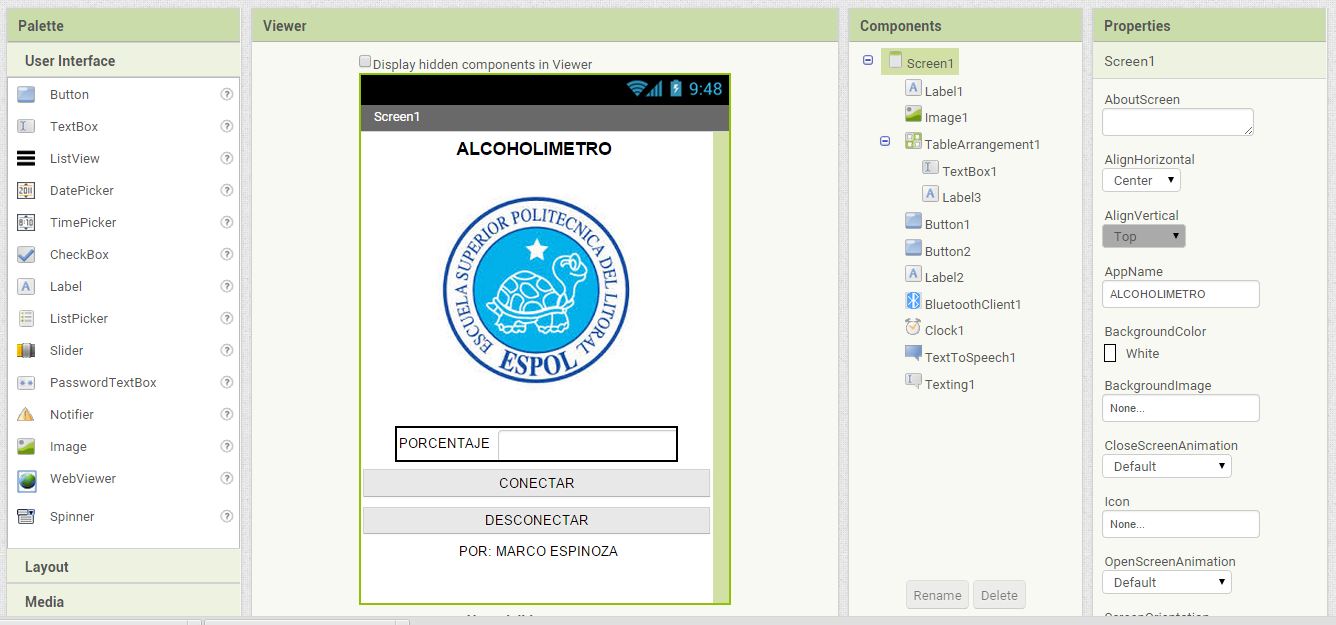 Palette
User Interface
Button
TextBox
ListView
DatePicker
TimePicker
CheckBox
Label
ListPicker
Slider
PasswordTextBox
Notifier
Image
WebViewer
Spinner
Layout
Media
Viewer
Display hidden components in Viewer
9:48
Screen1
ALCOHOLIMETRO
ESCUELA SUPERIOR POLITECNICA DEL LITORAL
ESPOL
PORCENTAJE
CONECTAR
DESCONECTAR
POR: MARCO ESPINOZA
Components
Screen1
Label1
Image1
TableArrangement1
TextBox1
Label3
Button1
Button2
Label2
BluetoothClient1
Clock1
TextToSpeech1
Texting1
Rename Delete
Properties
Screen1
AboutScreen
AlignHorizontal
Center
AlignVertical
Top
AppName
ALCOHOLIMETRO
BackgroundColor
White
BackgroundImage
None...
CloseScreenAnimation
Default
Icon
None...
OpenScreenAnimation
Default